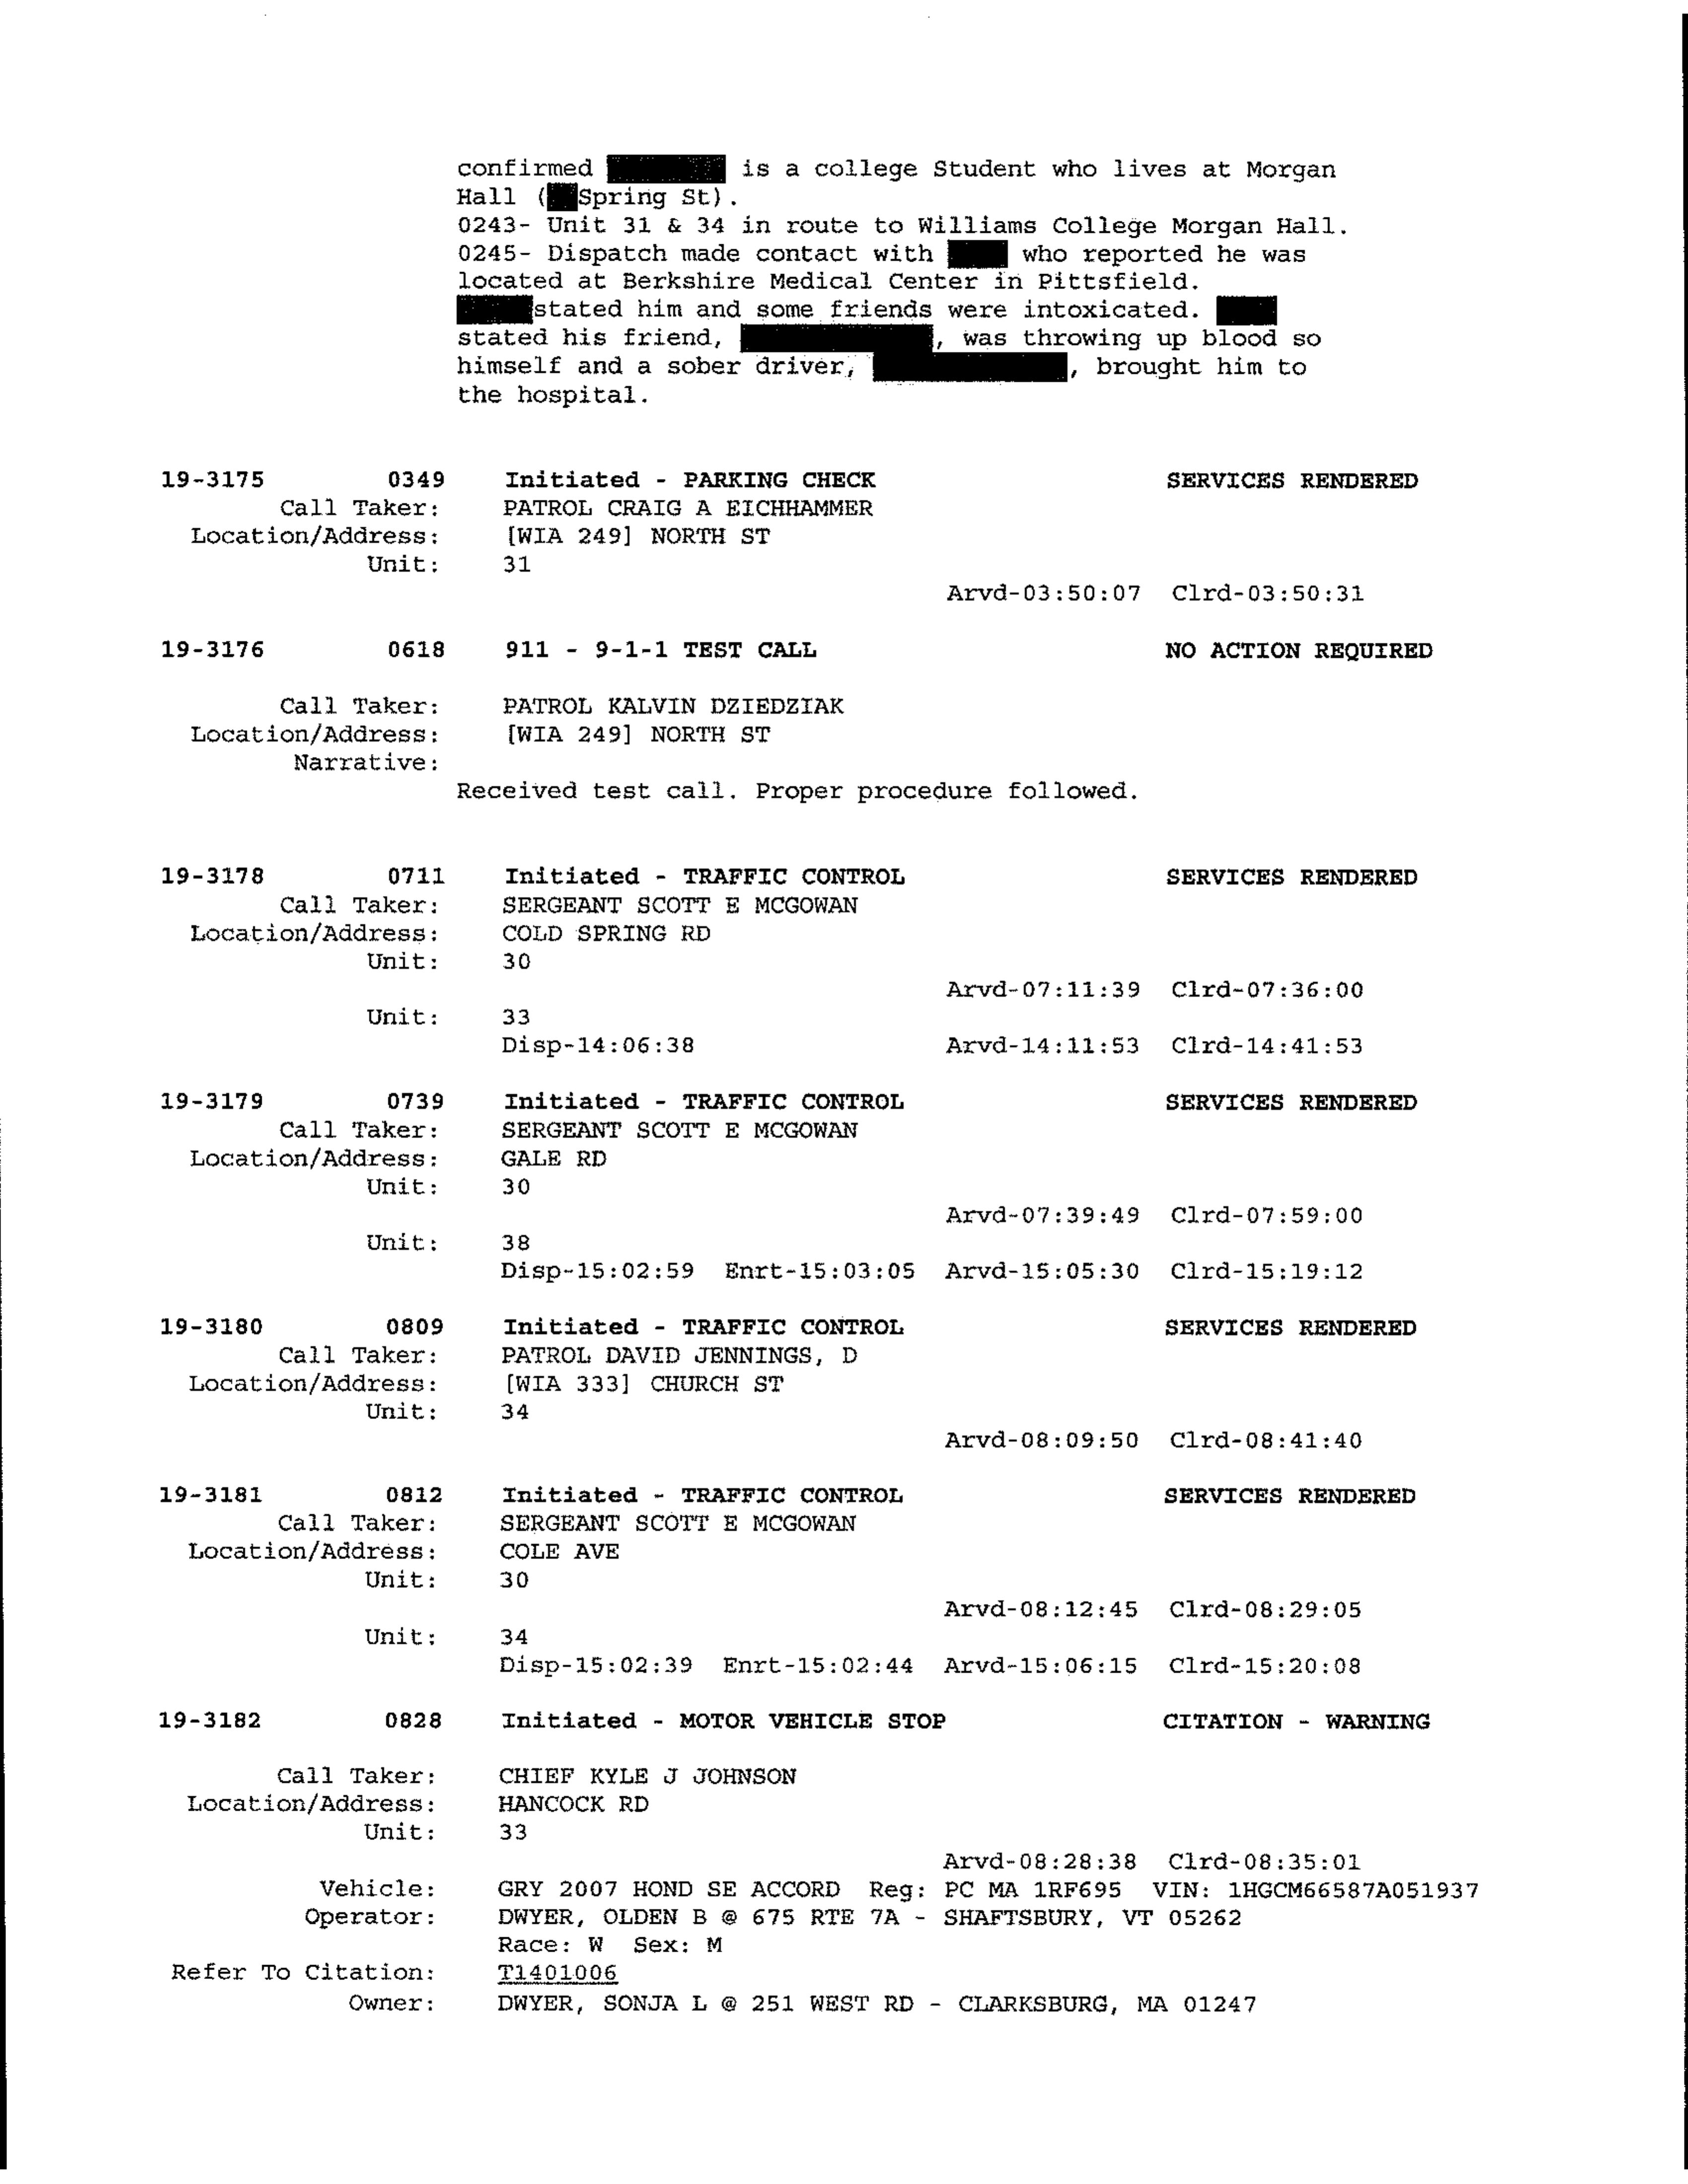 confirmed is a college Student who lives at Morgan
Hall ( Spring St).
0243- Unit 31 & 34 in route to Williams College Morgan Hall.
0245- Dispatch made contact with who reported he was
located at Berkshire Medical Center in Pittsfield.
stated him and some friends were intoxicated.
stated his friend, , was throwing up blood so
himself and a sober driver, , brought him to
the hospital.
19-3175 0349 Initiated - PARKING CHECK SERVICES RENDERED
Call Taker: PATROL CRAIG A EICHHAMMER
Location/Address: [WIA 249] NORTH ST
Unit: 31
Arvd-03:50:07 Clrd-03:50:31
19-3176 0618 911 - 9-1-1 TEST CALL NO ACTION REQUIRED
Call Taker: PATROL KALVIN DZIEDZIAK
Location/Address: [WIA 249] NORTH ST
Narrative:
Received test call. Proper procedure followed.
19-3178 0711 Initiated - TRAFFIC CONTROL SERVICES RENDERED
Call Taker: SERGEANT SCOTT E MCGOWAN
Location/Address: COLD SPRING RD
Unit: 30
Arvd-07:11:39 Clrd-07:36:00
Unit: 33
Disp-14:06:38 Arvd-14:11:53 Clrd-14:41:53
19-3179 0739 Initiated - TRAFFIC CONTROL SERVICES RENDERED
Call Taker: SERGEANT SCOTT E MCGOWAN
Location/Address: GALE RD
Unit: 30
Arvd-07:39:49 Clrd-07:59:00
Unit: 38
Disp-15:02:59 Enrt-15:03:05 Arvd-15:05:30 Clrd-15:19:12
19-3180 0809 Initiated - TRAFFIC CONTROL SERVICES RENDERED
Call Taker: PATROL DAVID JENNINGS, D
Location/Address: [WIA 333] CHURCH ST
Unit: 34
Arvd-08:09:50 Clrd-08:41:40
19-3181 0812 Initiated - TRAFFIC CONTROL SERVICES RENDERED
Call Taker: SERGEANT SCOTT E MCGOWAN
Location/Address: COLE AVE
Unit: 30
Arvd-08:12:45 Clrd-08:29:05
Unit: 34
Disp-15:02:39 Enrt-15:02:44 Arvd-15:06:15 Clrd-15:20:08
19-3182 0828 Initiated - MOTOR VEHICLE STOP CITATION - WARNING
Call Taker: CHIEF KYLE J JOHNSON
Location/Address: HANCOCK RD
Unit: 33
Arvd-08:28:38 Clrd-08:35:01
Vehicle: GRY 2007 HOND SE ACCORD Reg: PC MA 1RF695 VIN: 1HGCM66587A051937
Operator: DWYER, OLDEN B @ 675 RTE 7A - SHAFTSBURY, VT 05262
Race: W Sex: M
Refer To Citation: T1401006
Owner: DWYER, SONJA L @ 251 WEST RD - CLARKSBURG, MA 01247